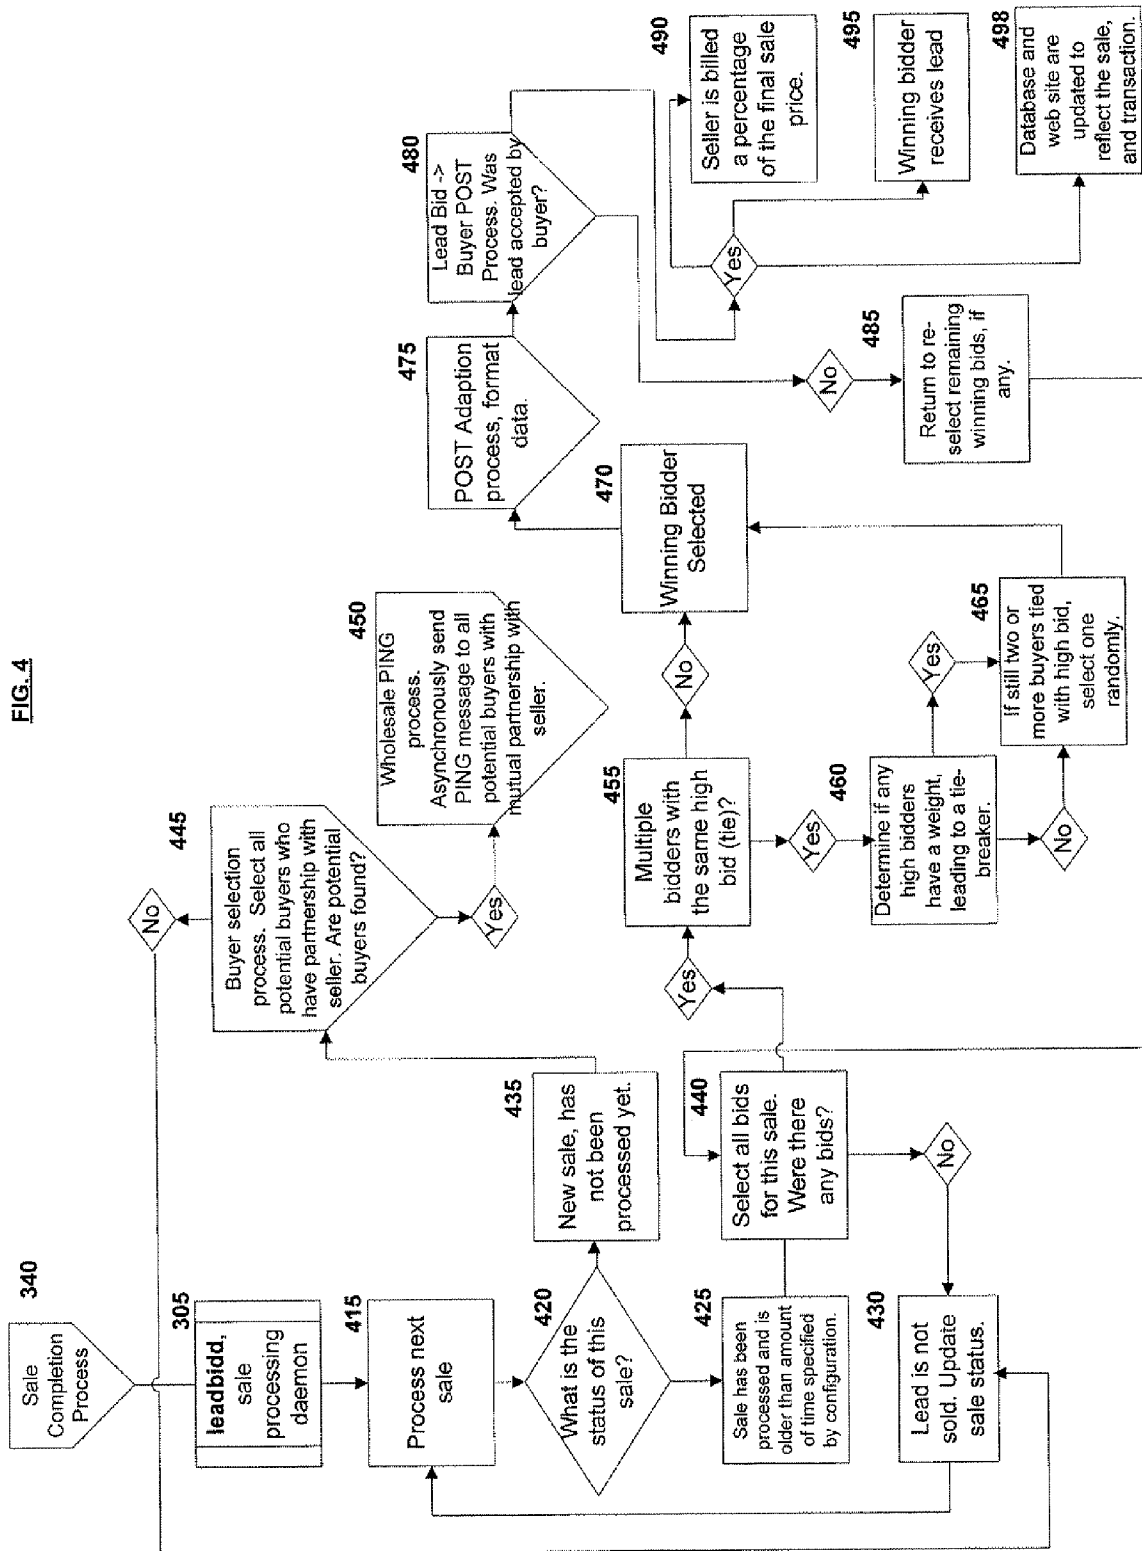 FIG. 4
340
Sale
Completion
Process
305
leadbidd,
sale
processing
daemon
415
Process next
sale
420
What is the
status of this
sale?
425
Sale has been
processed and is
older than amount
of time specified
by configuration.
430
Lead is not
sold. Update
sale status.
435
New sale, has
not been
processed yet.
440
Select all bids
for this sale.
Were there
any bids?
No
Yes
445
Buyer selection
process. Select all
potential buyers who
have partnership with
seller. Are potential
buyers found?
No
Yes
450
Wholesale PING
process.
Asynchronously send
PING message to all
potential buyers with
mutual partnership with
seller.
455
Multiple
bidders with
the same high
bid (tie)?
No
Yes
460
Determine if any
high bidders
have a weight,
leading to a tie-
breaker.
Yes
No
465
If still two or
more buyers tied
with high bid,
select one
randomly.
470
Winning Bidder
Selected
475
POST Adaption
process, format
data.
480
Lead Bid ->
Buyer POST
Process. Was
lead accepted by
buyer?
No
Yes
485
Return to re-
select remaining
winning bids, if
any.
490
Seller is billed
a percentage
of the final sale
price.
495
Winning bidder
receives lead
498
Database and
web site are
updated to
reflect the sale,
and transaction.